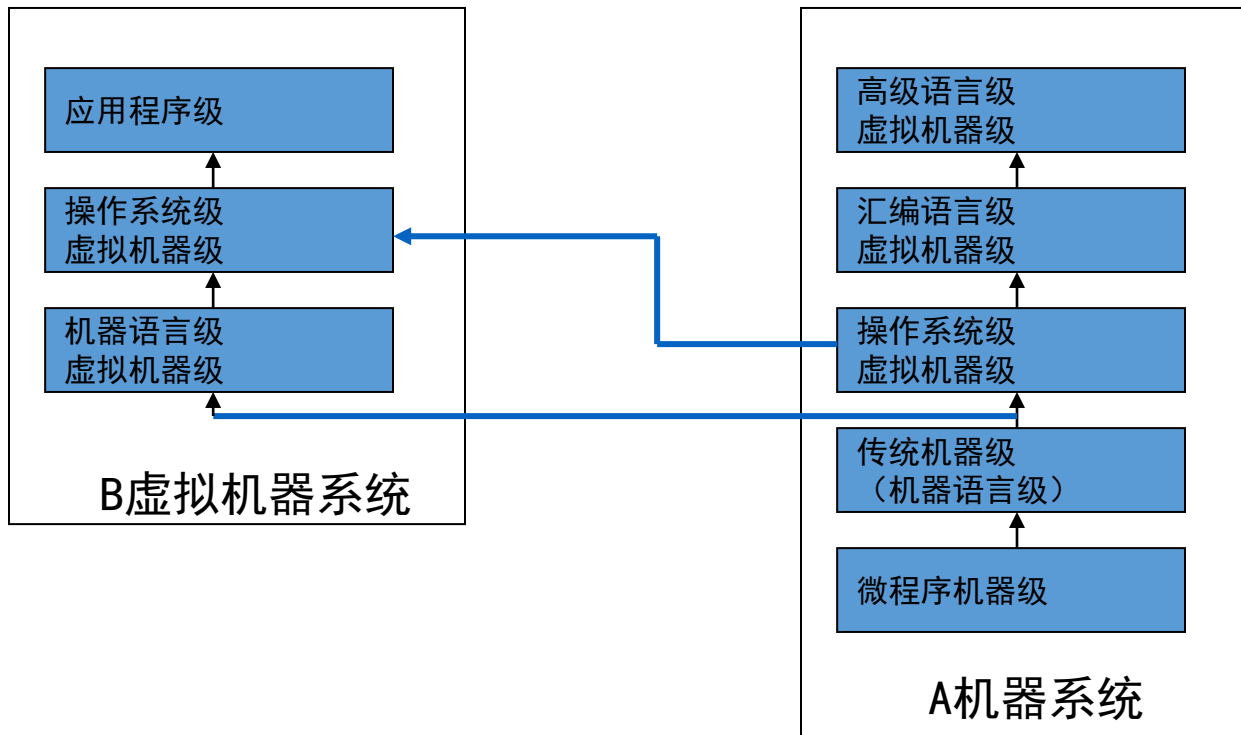 应用程序级
操作系统级
虚拟机器级
机器语言级
虚拟机器级
B虚拟机器系统
高级语言级
虚拟机器级
汇编语言级
虚拟机器级
操作系统级
虚拟机器级
传统机器级
（机器语言级）
微程序机器级
A机器系统